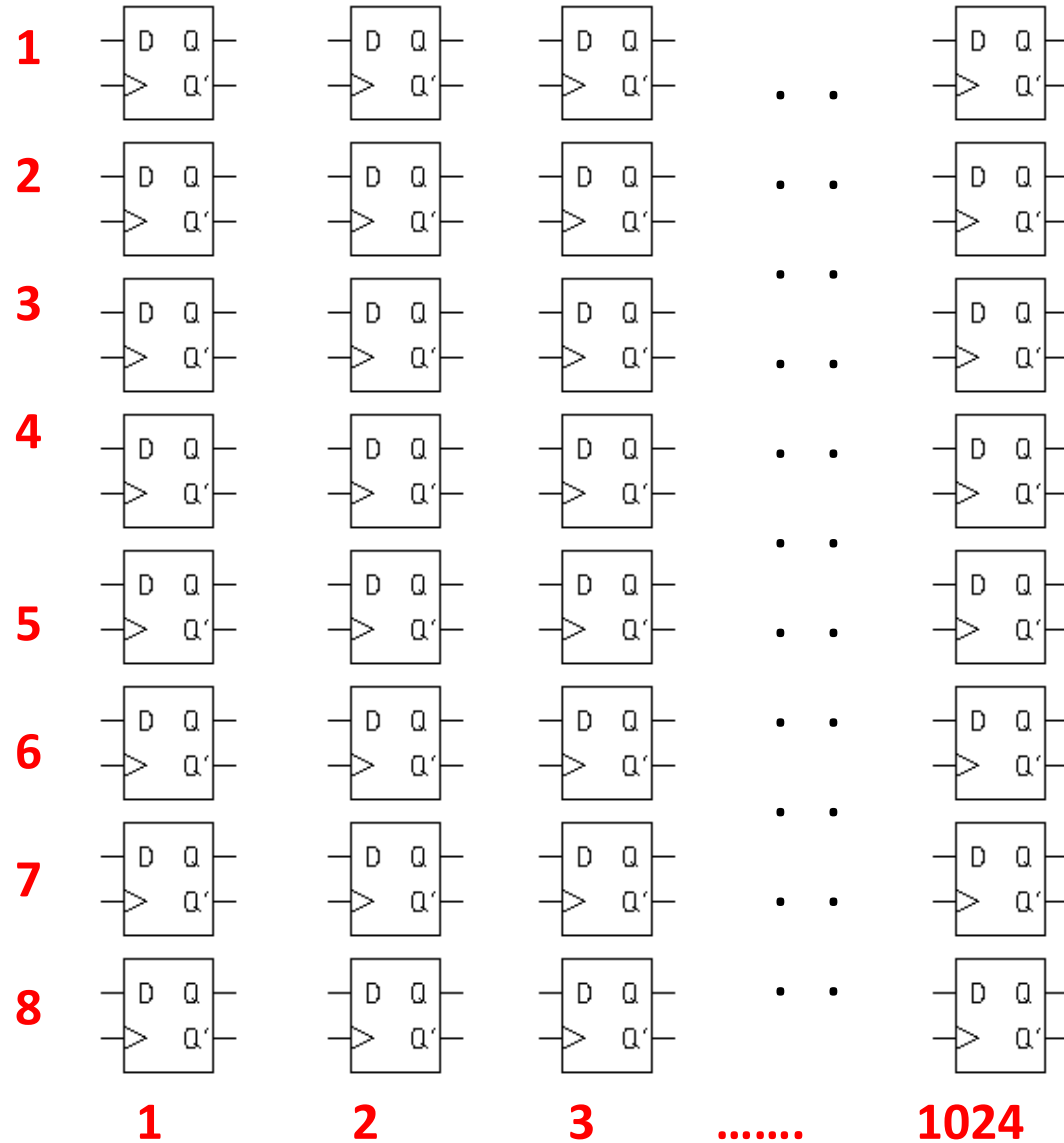 1 D Q D Q D Q D Q
Q' Q' Q' . . Q'
2 D Q D Q D Q . . D Q
Q' Q' Q' Q'
. .
3 D Q D Q D Q D Q
Q' Q' Q' . . Q'
4 D Q D Q D Q . . D Q
Q' Q' Q' Q'
. .
D Q D Q D Q D Q
5 Q' Q' Q' . . Q'
D Q D Q D Q . . D Q
6 Q' Q' Q' Q'
. .
7 D Q D Q D Q D Q
Q' Q' Q' . . Q'
8 D Q D Q D Q . . D Q
Q' Q' Q' Q'
1 2 3 ....... 1024